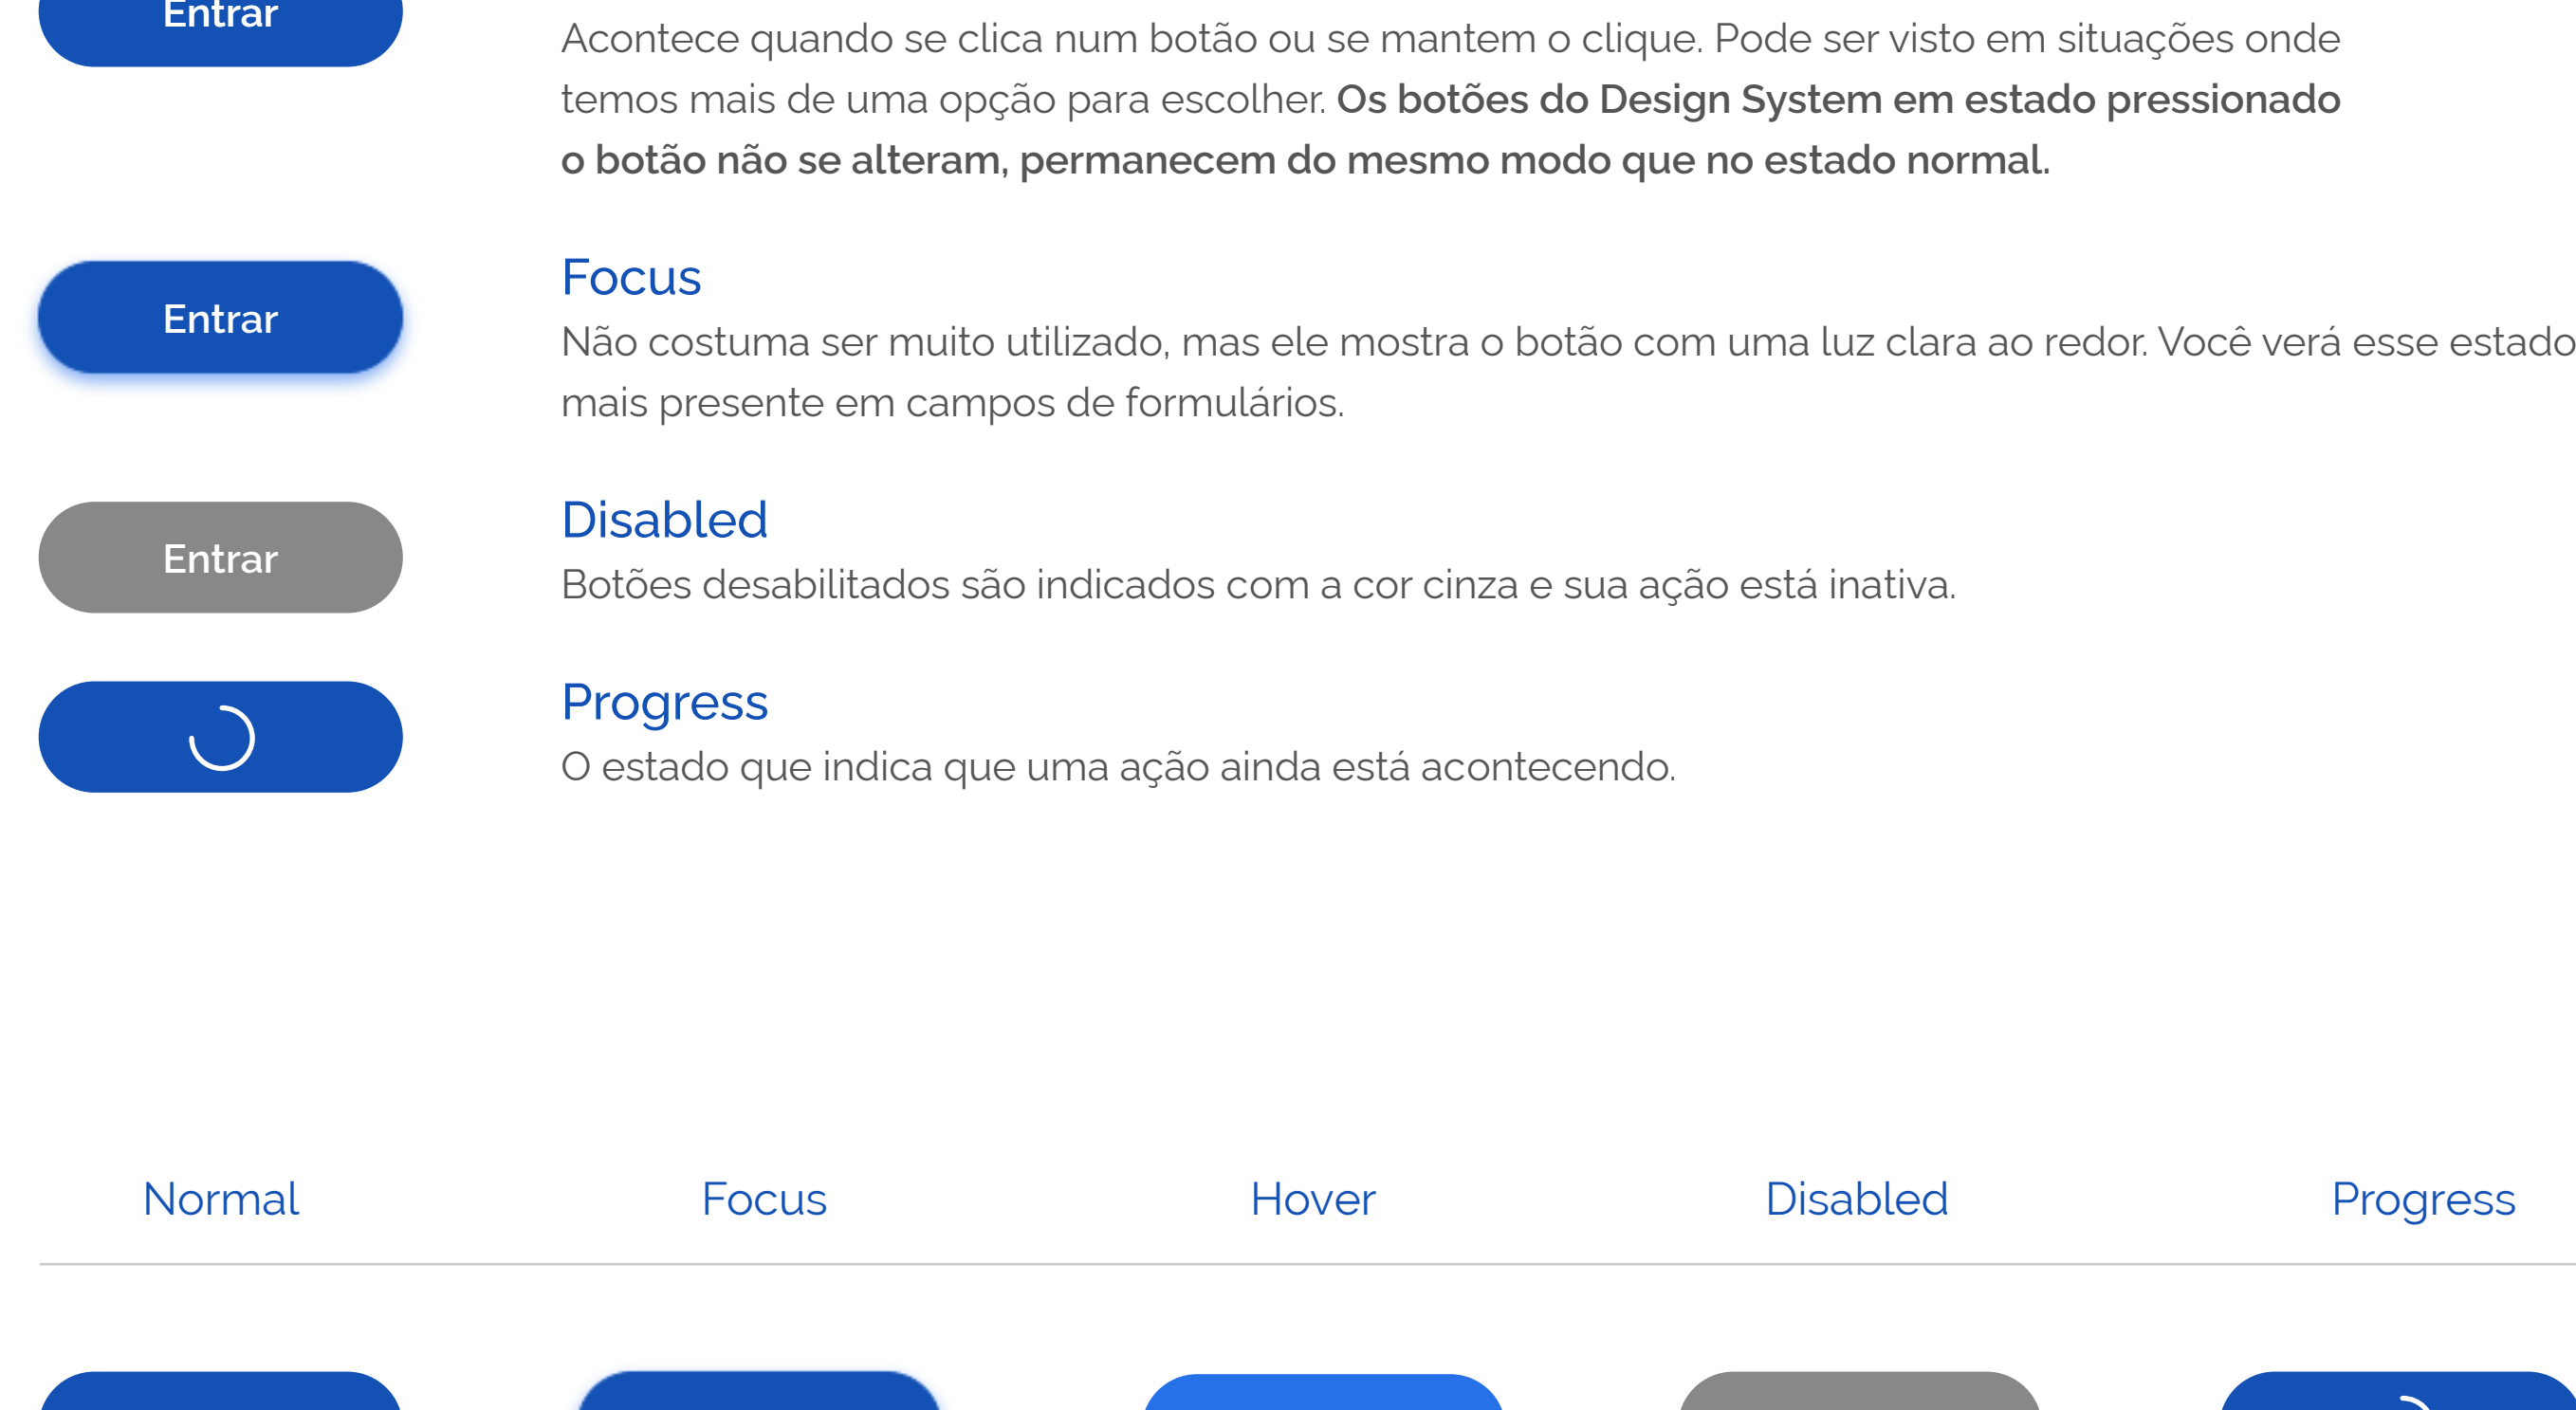 Entrar
Acontece quando se clica num botão ou se mantem o clique. Pode ser visto em situações onde
temos mais de uma opção para escolher. Os botões do Design System em estado pressionado
o botão não se alteram, permanecem do mesmo modo que no estado normal.
Entrar
Focus
Não costuma ser muito utilizado, mas ele mostra o botão com uma luz clara ao redor. Você verá esse estado
mais presente em campos de formulários.
Entrar
Disabled
Botões desabilitados são indicados com a cor cinza e sua ação está inativa.
Progress
O estado que indica que uma ação ainda está acontecendo.
Normal Focus Hover Disabled Progress